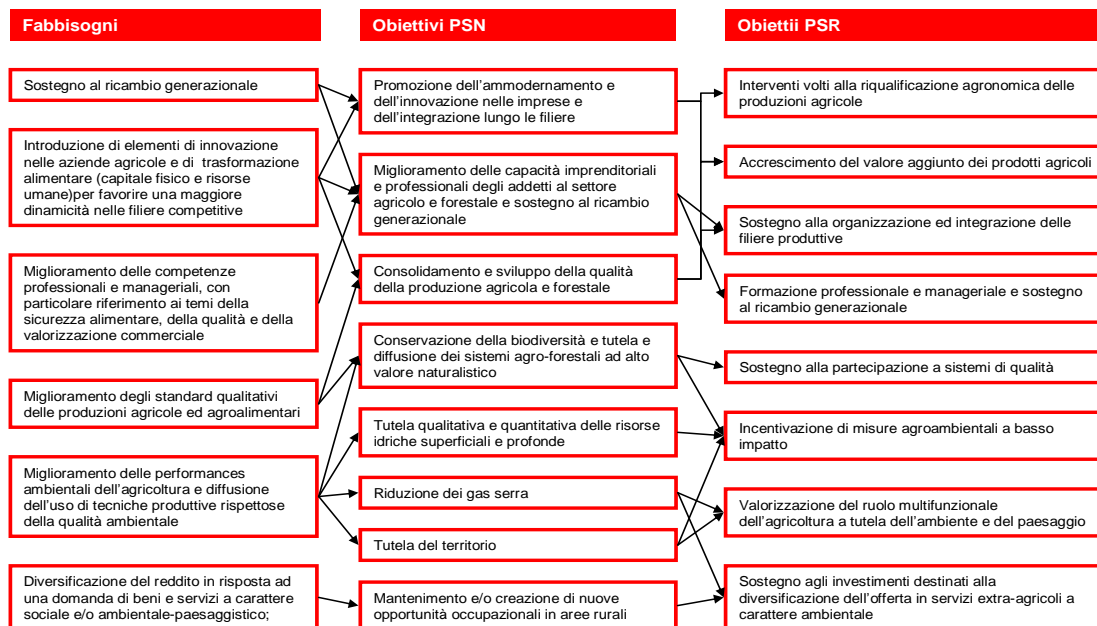 Fabbisogni
Obiettivi PSN
Obiettii PSR
Sostegno al ricambio generazionale
Introduzione di elementi di innovazione
nelle aziende agricole e di trasformazione
alimentare (capitale fisico e risorse
umane)per favorire una maggiore
dinamicità nelle filiere competitive
Miglioramento delle competenze
professionali e manageriali, con
particolare riferimento ai temi della
sicurezza alimentare, della qualità e della
valorizzazione commerciale
Miglioramento degli standard qualitativi
delle produzioni agricole ed agroalimentari
Miglioramento delle performances
ambientali dell'agricoltura e diffusione
dell'uso di tecniche produttive rispettose
della qualità ambientale
Diversificazione del reddito in risposta ad
una domanda di beni e servizi a carattere
sociale e/o ambientale-paesaggistico;
Promozione dell'ammodernamento e
dell'innovazione nelle imprese e
dell'integrazione lungo le filiere
Miglioramento delle capacità imprenditoriali
e professionali degli addetti al settore
agricolo e forestale e sostegno al ricambio
generazionale
Consolidamento e sviluppo della qualità
della produzione agricola e forestale
Conservazione della biodiversità e tutela e
diffusione dei sistemi agro-forestali ad alto
valore naturalistico
Tutela qualitativa e quantitativa delle risorse
idriche superficiali e profonde
Riduzione dei gas serra
Tutela del territorio
Mantenimento e/o creazione di nuove
opportunità occupazionali in aree rurali
Interventi volti alla riqualificazione agronomica delle
produzioni agricole
Accrescimento del valore aggiunto dei prodotti agricoli
Sostegno alla organizzazione ed integrazione delle
filiere produttive
Formazione professionale e manageriale e sostegno
al ricambio generazionale
Sostegno alla partecipazione a sistemi di qualità
Incentivazione di misure agroambientali a basso
impatto
Valorizzazione del ruolo multifunzionale
dell'agricoltura a tutela dell'ambiente e del paesaggio
Sostegno agli investimenti destinati alla
diversificazione dell'offerta in servizi extra-agricoli a
carattere ambientale